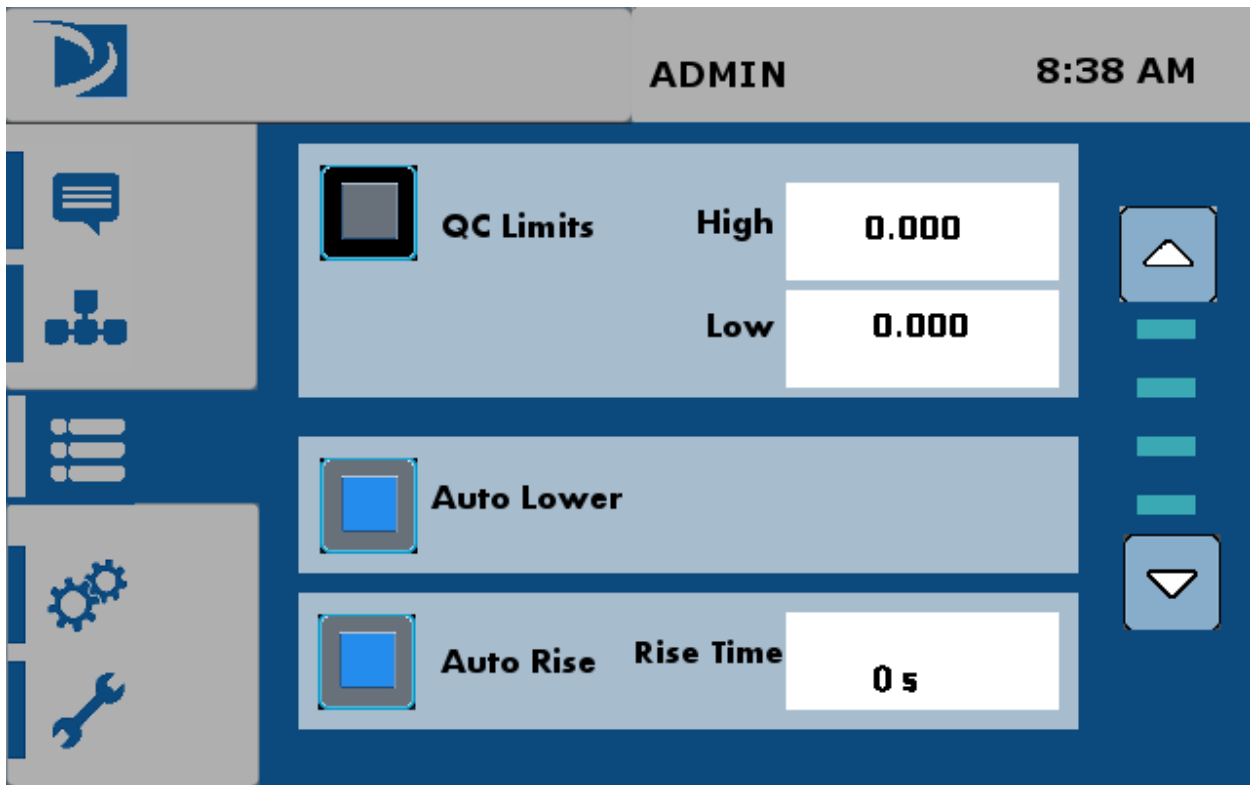 ADMIN 8:38 AM
QC Limits High 0.000
Low 0.000
Auto Lower
Auto Rise Rise Time 0 s